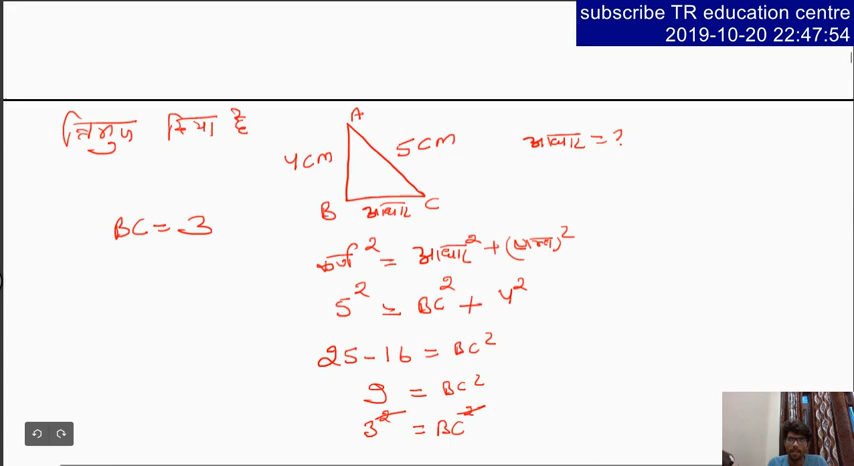 subscribe TR education centre
2019-10-20 22:47:54
त्रिभुज दिया है
A
4cm
5cm
आधार = ?
B
आधार
C
BC = 3
कर्ण² = आधार² + (लम्ब)²
5² = BC² + 4²
25 - 16 = BC²
9 = BC²
3² = BC²